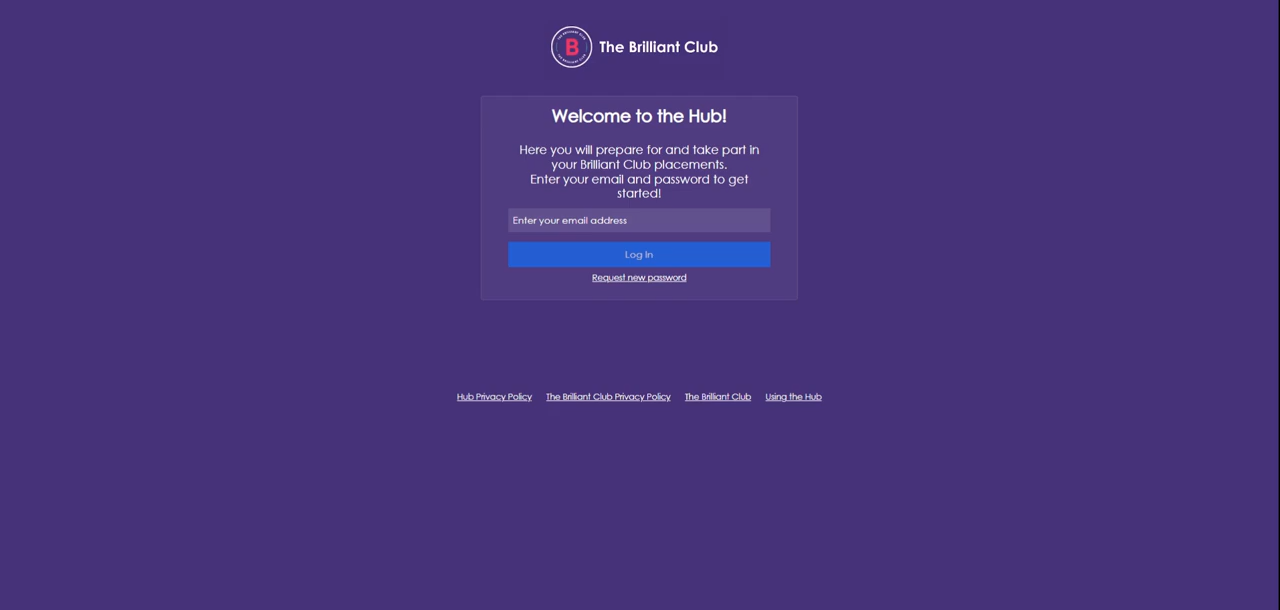 The Brilliant Club
Welcome to the Hub!
Here you will prepare for and take part in
your Brilliant Club placements.
Enter your email and password to get
started!
Enter your email address
Log In
Request new password
Hub Privacy Policy The Brilliant Club Privacy Policy The Brilliant Club Using the Hub